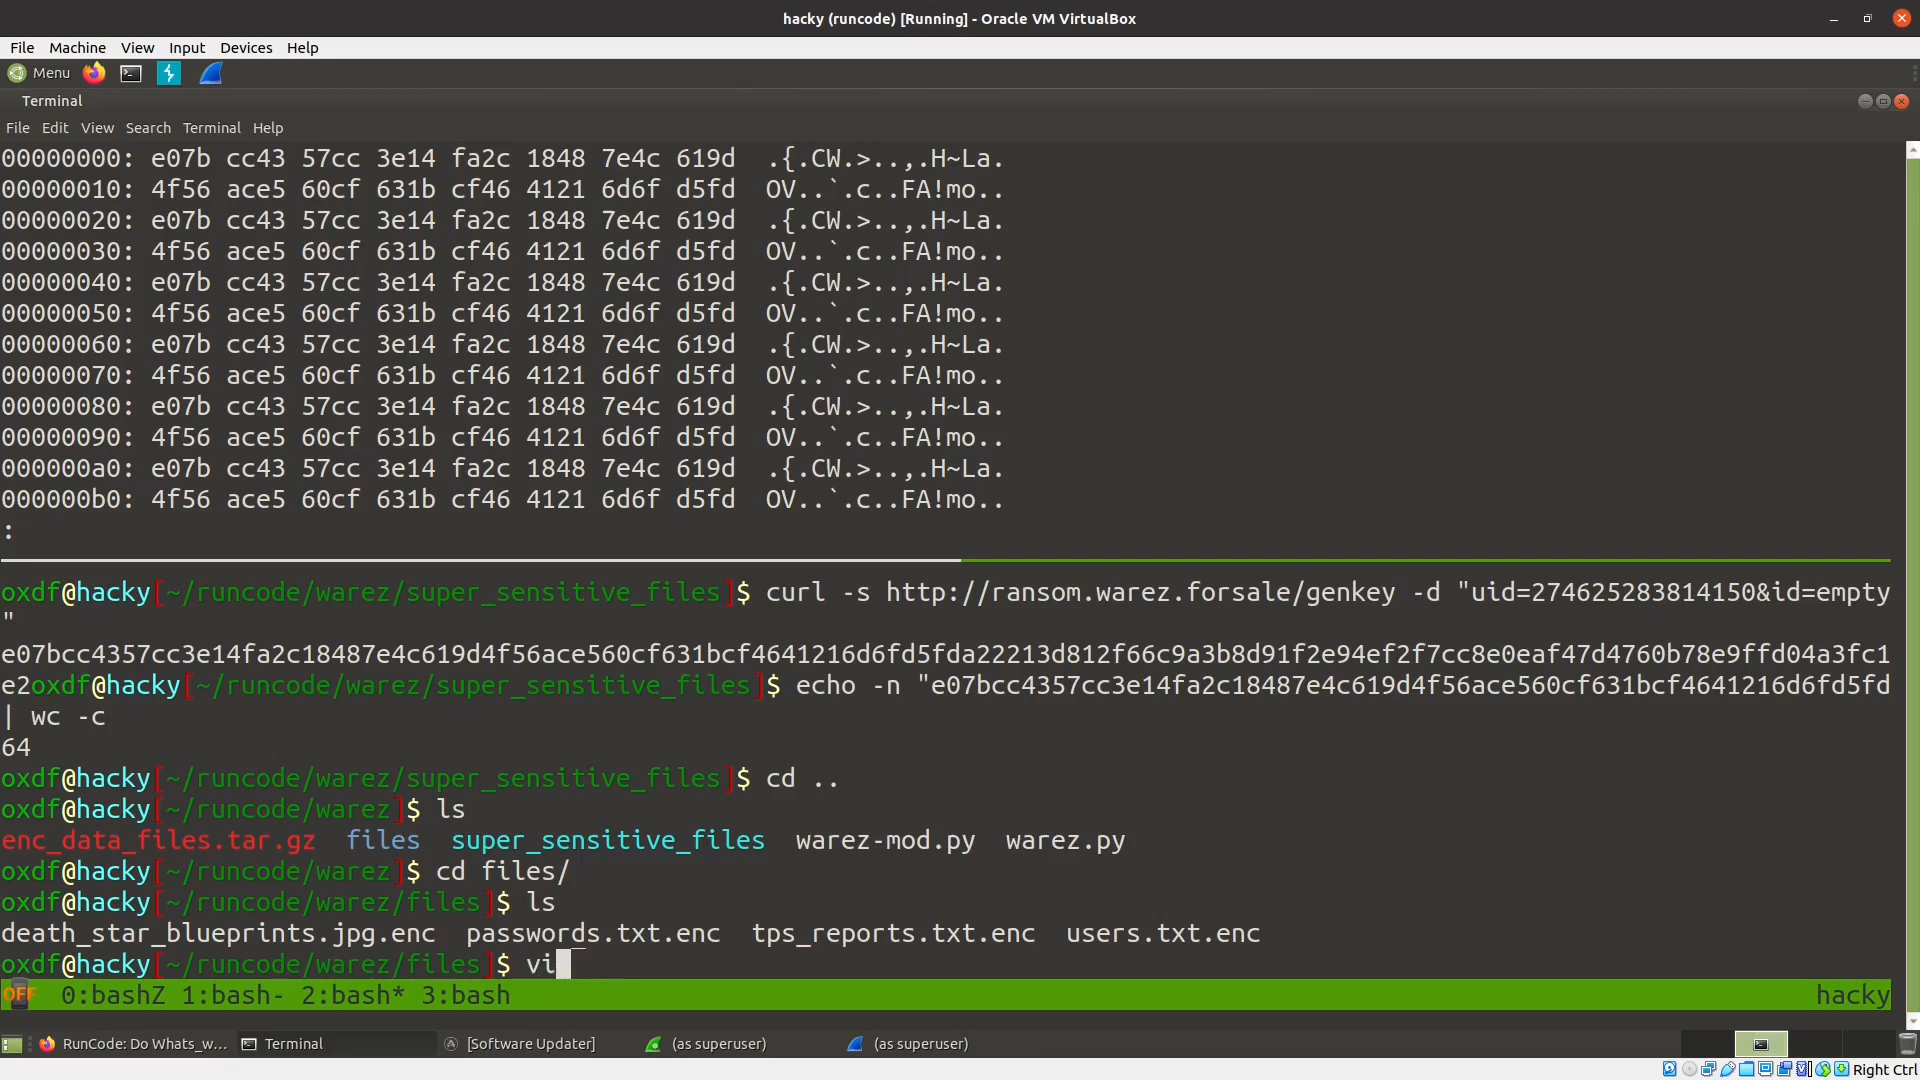 hacky (runcode) [Running] - Oracle VM VirtualBox
File Machine View Input Devices Help
Menu
Terminal
File Edit View Search Terminal Help
00000000: e07b cc43 57cc 3e14 fa2c 1848 7e4c 619d .{.CW.>..,.H~La.
00000010: 4f56 ace5 60cf 631b cf46 4121 6d6f d5fd OV..`.c..FA!mo..
00000020: e07b cc43 57cc 3e14 fa2c 1848 7e4c 619d .{.CW.>..,.H~La.
00000030: 4f56 ace5 60cf 631b cf46 4121 6d6f d5fd OV..`.c..FA!mo..
00000040: e07b cc43 57cc 3e14 fa2c 1848 7e4c 619d .{.CW.>..,.H~La.
00000050: 4f56 ace5 60cf 631b cf46 4121 6d6f d5fd OV..`.c..FA!mo..
00000060: e07b cc43 57cc 3e14 fa2c 1848 7e4c 619d .{.CW.>..,.H~La.
00000070: 4f56 ace5 60cf 631b cf46 4121 6d6f d5fd OV..`.c..FA!mo..
00000080: e07b cc43 57cc 3e14 fa2c 1848 7e4c 619d .{.CW.>..,.H~La.
00000090: 4f56 ace5 60cf 631b cf46 4121 6d6f d5fd OV..`.c..FA!mo..
000000a0: e07b cc43 57cc 3e14 fa2c 1848 7e4c 619d .{.CW.>..,.H~La.
000000b0: 4f56 ace5 60cf 631b cf46 4121 6d6f d5fd OV..`.c..FA!mo..
:
oxdf@hacky[~/runcode/warez/super_sensitive_files]$ curl -s http://ransom.warez.forsale/genkey -d "uid=274625283814150&id=empty
"
e07bcc4357cc3e14fa2c18487e4c619d4f56ace560cf631bcf4641216d6fd5fda22213d812f66c9a3b8d91f2e94ef2f7cc8e0eaf47d4760b78e9ffd04a3fc1
e2oxdf@hacky[~/runcode/warez/super_sensitive_files]$ echo -n "e07bcc4357cc3e14fa2c18487e4c619d4f56ace560cf631bcf4641216d6fd5fd
| wc -c
64
oxdf@hacky[~/runcode/warez/super_sensitive_files]$ cd ..
oxdf@hacky[~/runcode/warez]$ ls
enc_data_files.tar.gz files super_sensitive_files warez-mod.py warez.py
oxdf@hacky[~/runcode/warez]$ cd files/
oxdf@hacky[~/runcode/warez/files]$ ls
death_star_blueprints.jpg.enc passwords.txt.enc tps_reports.txt.enc users.txt.enc
oxdf@hacky[~/runcode/warez/files]$ vi
OFF 0:bashZ 1:bash- 2:bash* 3:bash hacky
RunCode: Do Whats_w... Terminal [Software Updater] (as superuser) (as superuser)
Right Ctrl